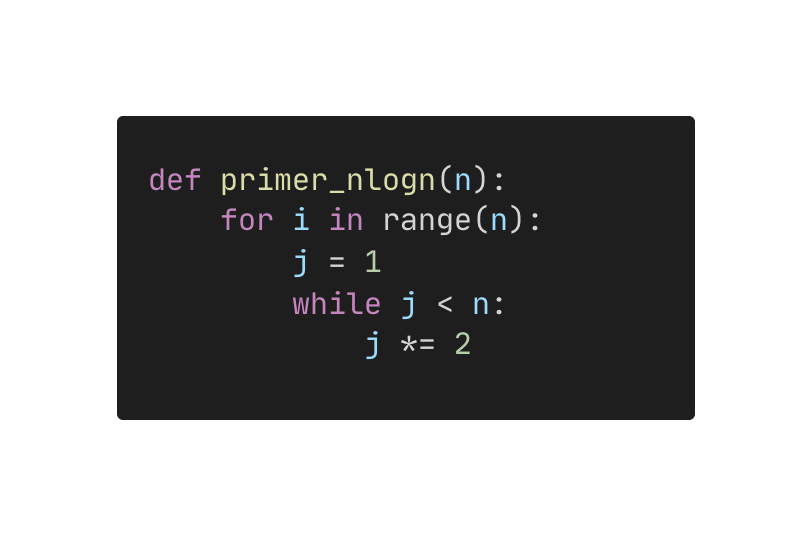 def primer_nlogn(n):
    for i in range(n):
        j = 1
        while j < n:
            j *= 2